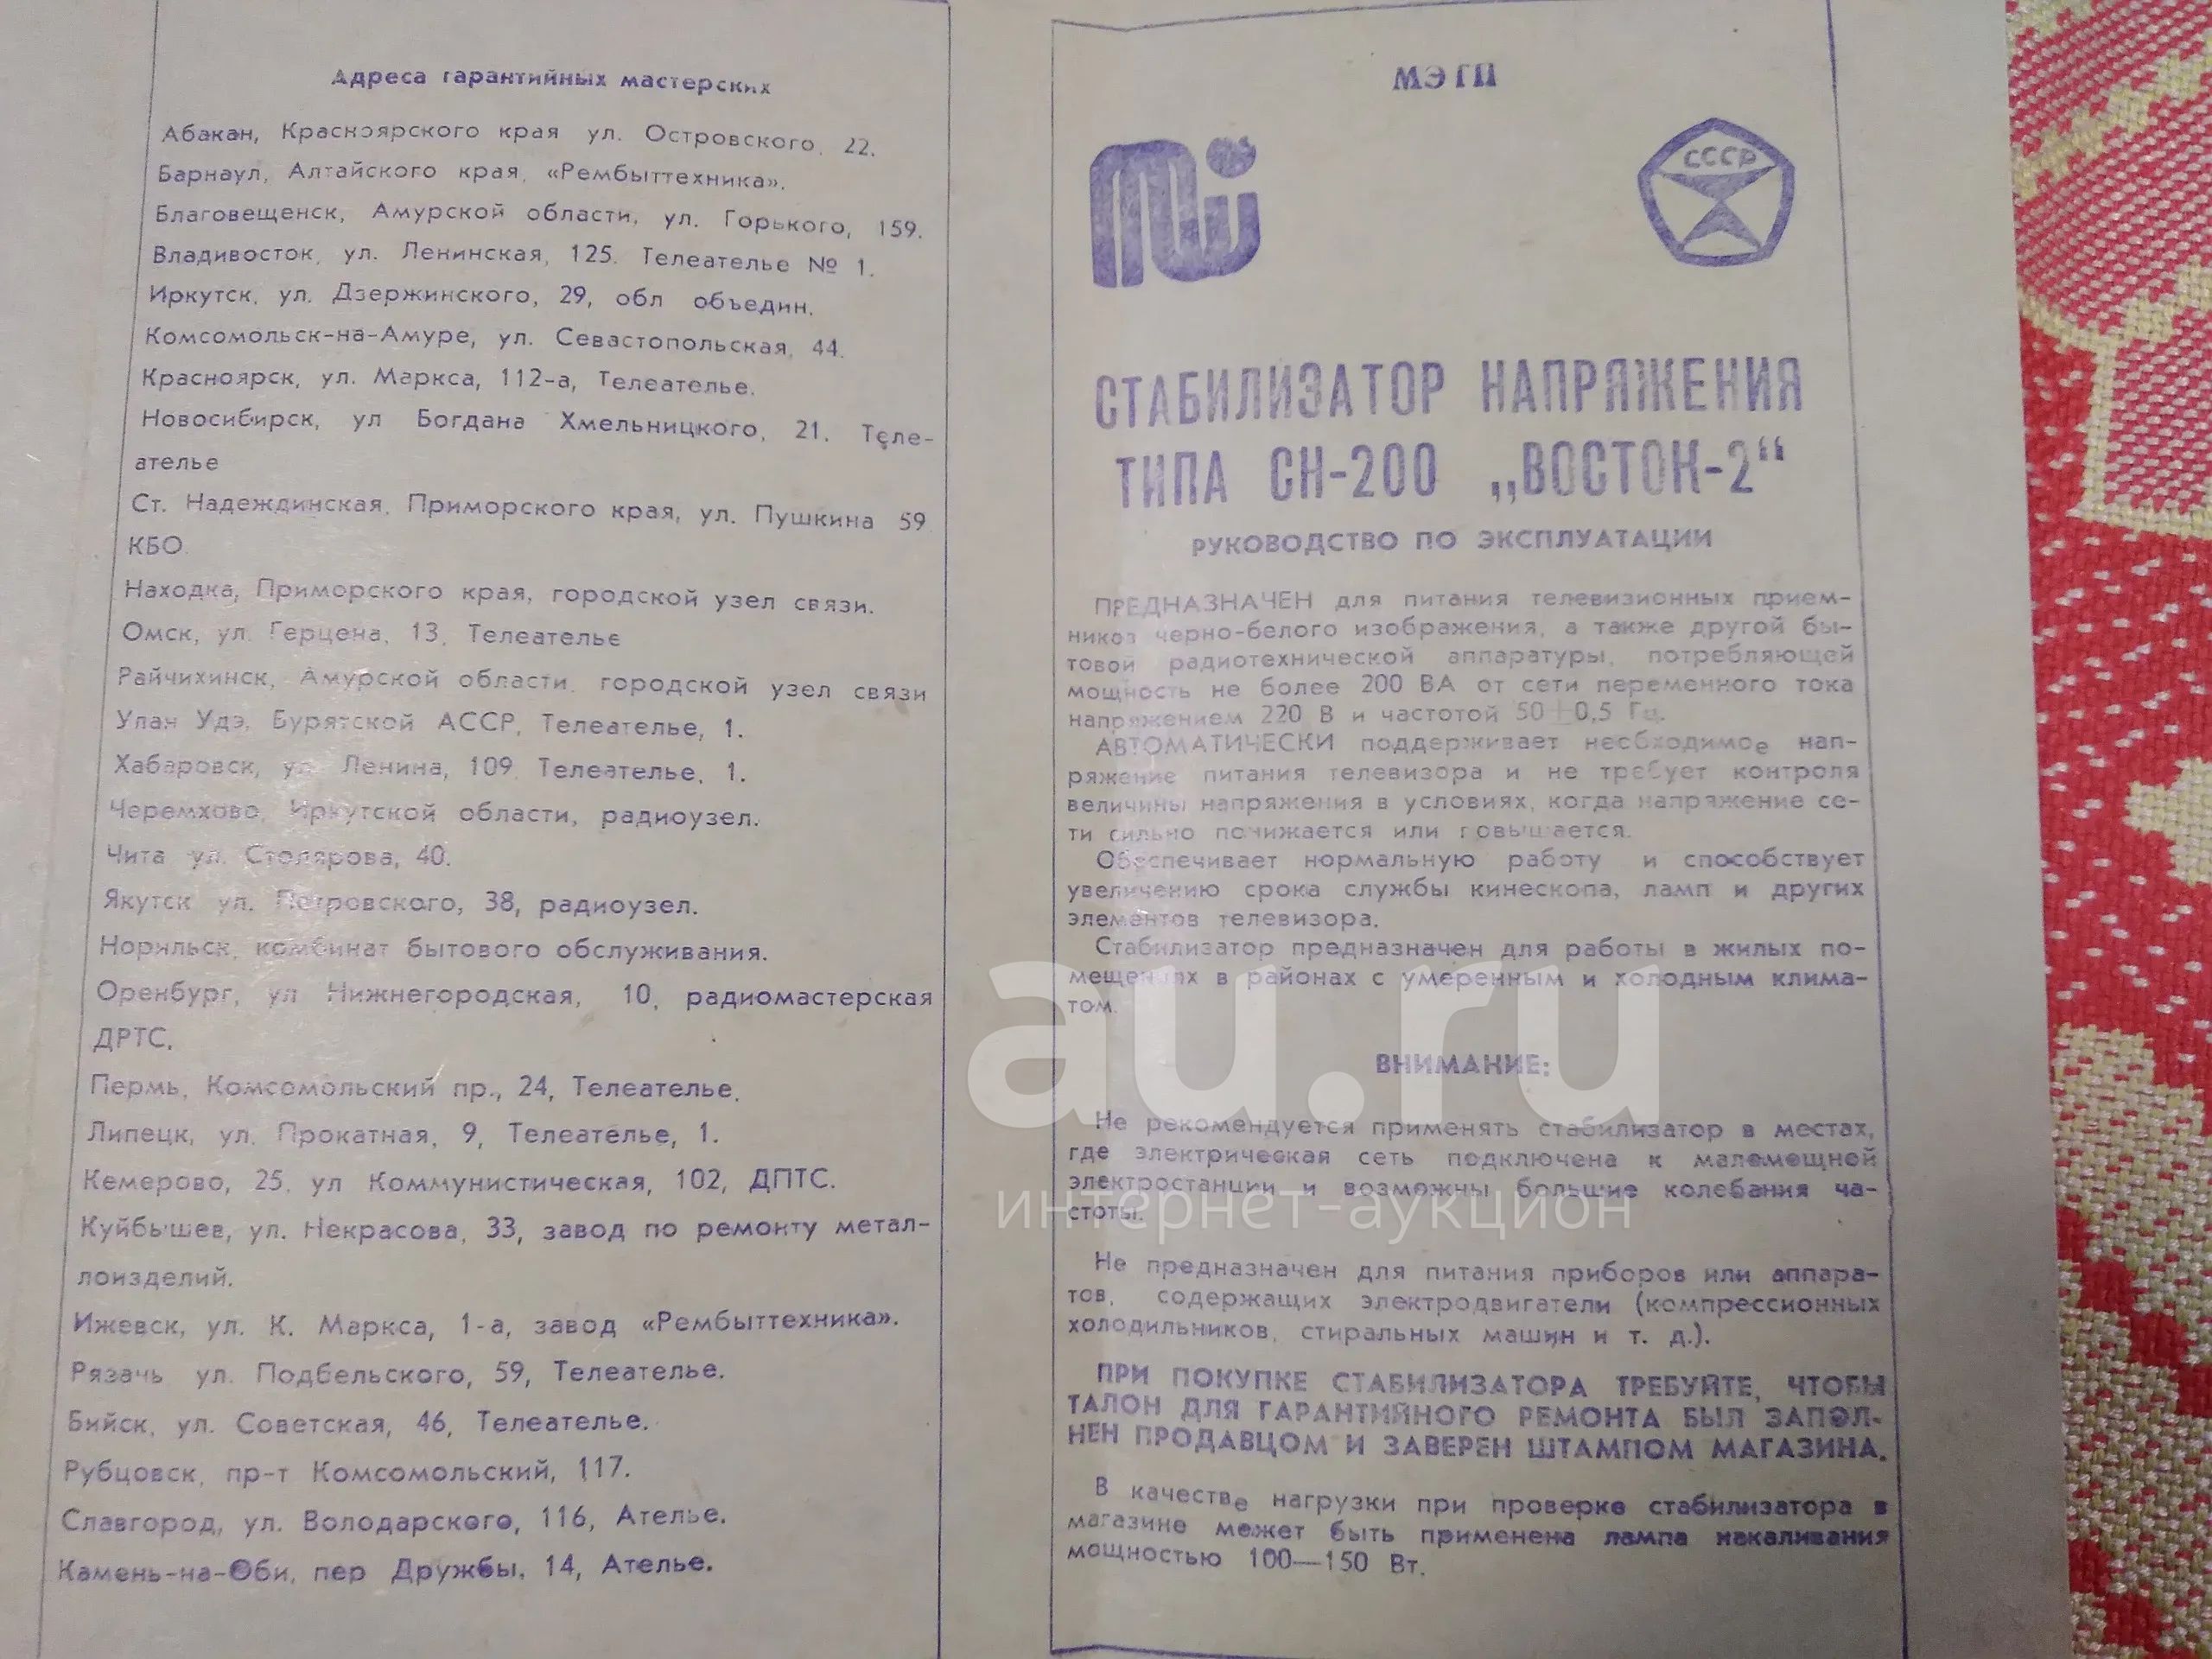 Адреса гарантийных мастерских
Абакан, Красноярского края ул. Островского, 22.
Барнаул, Алтайского края, «Рембыттехника».
Благовещенск, Амурской области, ул. Горького, 159.
Владивосток, ул. Ленинская, 125. Телеателье № 1.
Иркутск, ул. Дзержинского, 29, обл объедин.
Комсомольск-на-Амуре, ул. Севастопольская, 44.
Красноярск, ул. Маркса, 112-а, Телеателье.
Новосибирск, ул Богдана Хмельницкого, 21. Теле-
ателье
Ст. Надеждинская, Приморского края, ул. Пушкина 59
КБО.
Находка, Приморского края, городской узел связи.
Омск, ул. Герцена, 13, Телеателье
Райчихинск, Амурской области, городской узел связи
Улан Удэ, Бурятской АССР, Телеателье, 1.
Хабаровск, ул. Ленина, 109. Телеателье, 1.
Черемхово, Иркутской области, радиоузел.
Чита ул. Столярова, 40.
Якутск ул. Петровского, 38, радиоузел.
Норильск, комбинат бытового обслуживания.
Оренбург, ул Нижнегородская, 10, радиомастерская
ДРТС.
Пермь, Комсомольский пр., 24, Телеателье.
Липецк, ул. Прокатная, 9, Телеателье, 1.
Кемерово, 25, ул Коммунистическая, 102, ДПТС.
Куйбышев, ул. Некрасова, 33, завод по ремонту метал-
лоизделий.
Ижевск, ул. К. Маркса, 1-а, завод «Рембыттехника».
Рязань ул. Подбельского, 59, Телеателье.
Бийск, ул. Советская, 46, Телеателье.
Рубцовск, пр-т Комсомольский, 117.
Славгород, ул. Володарского, 116, Ателье.
Камень-на-Оби, пер Дружбы, 14, Ателье.
МЭТП
СССР
СТАБИЛИЗАТОР НАПРЯЖЕНИЯ
ТИПА СН-200 „ВОСТОК-2“
РУКОВОДСТВО ПО ЭКСПЛУАТАЦИИ
ПРЕДНАЗНАЧЕН для питания телевизионных прием-
ников черно-белого изображения, а также другой бы-
товой радиотехнической аппаратуры, потребляющей
мощность не более 200 ВА от сети переменного тока
напряжением 220 В и частотой 50±0,5 Гц.
АВТОМАТИЧЕСКИ поддерживает необходимое нап-
ряжение питания телевизора и не требует контроля
величины напряжения в условиях, когда напряжение се-
ти сильно понижается или повышается.
Обеспечивает нормальную работу и способствует
увеличению срока службы кинескопа, ламп и других
элементов телевизора.
Стабилизатор предназначен для работы в жилых по-
мещениях в районах с умеренным и холодным клима-
том.
ВНИМАНИЕ:
Не рекомендуется применять стабилизатор в местах,
где электрическая сеть подключена к маломощной
электростанции и возможны большие колебания ча-
стоты.
Не предназначен для питания приборов или аппара-
тов, содержащих электродвигатели (компрессионных
холодильников, стиральных машин и т. д.).
ПРИ ПОКУПКЕ СТАБИЛИЗАТОРА ТРЕБУЙТЕ, ЧТОБЫ
ТАЛОН ДЛЯ ГАРАНТИЙНОГО РЕМОНТА БЫЛ ЗАПОЛ-
НЕН ПРОДАВЦОМ И ЗАВЕРЕН ШТАМПОМ МАГАЗИНА.
В качестве нагрузки при проверке стабилизатора в
магазине может быть применена лампа накаливания
мощностью 100—150 Вт.
au.ru
интернет-аукцион